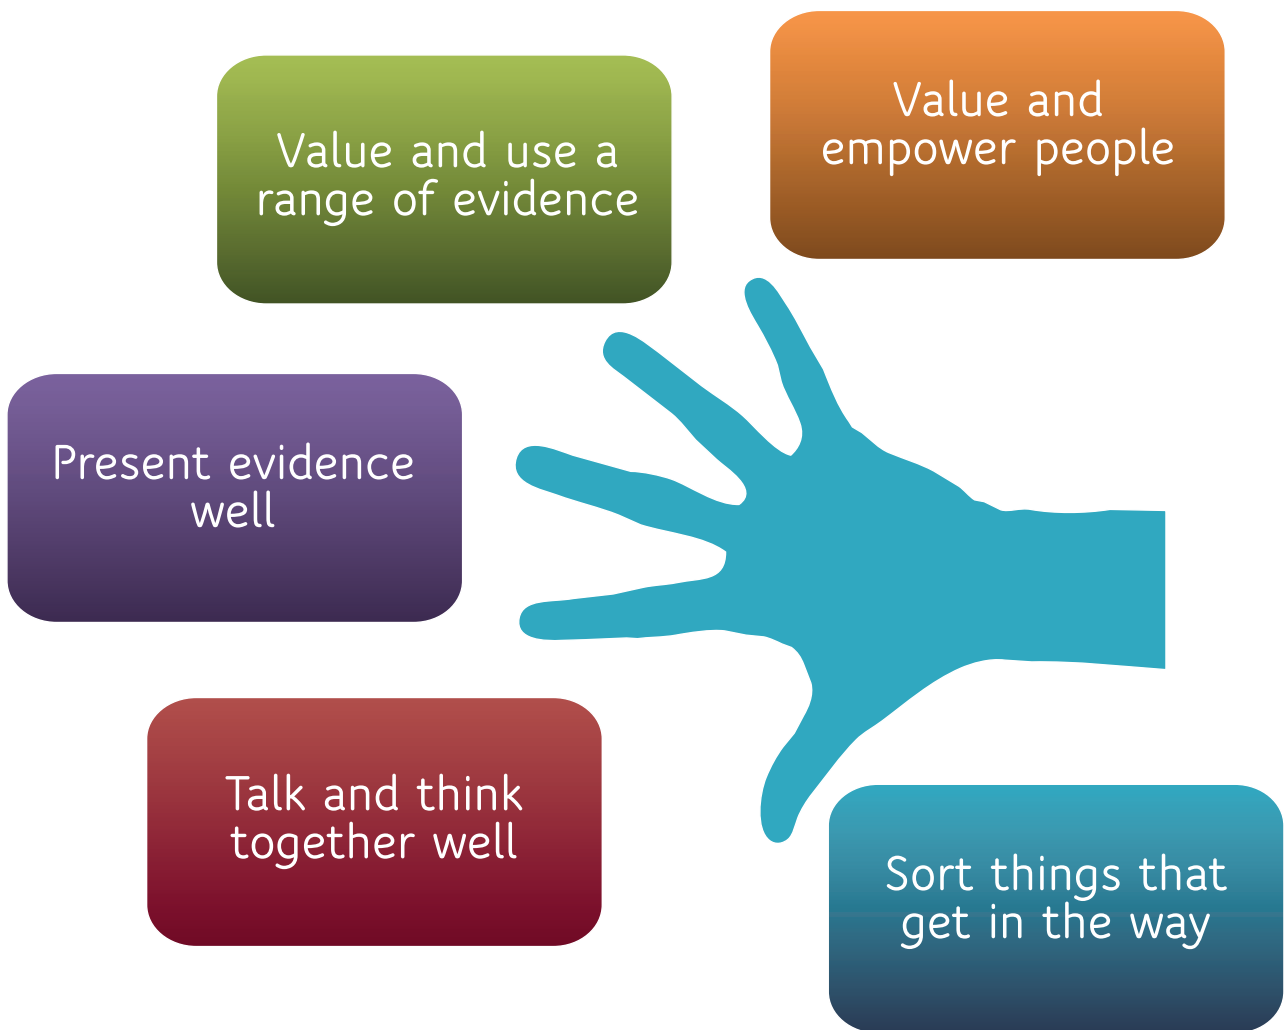 Value and
empower people
Value and use a
range of evidence
Present evidence
well
Talk and think
together well
Sort things that
get in the way